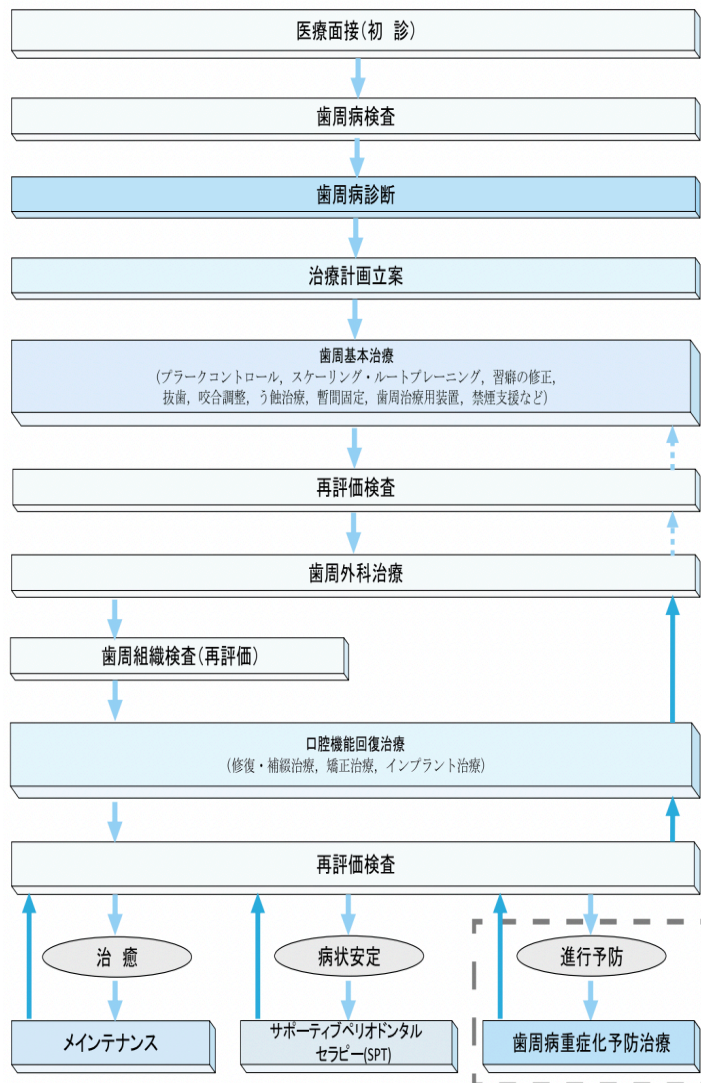 医療面接(初 診)
歯周病検査
歯周病診断
治療計画立案
歯周基本治療
(プラークコントロール,スケーリング・ルートプレーニング,習癖の修正,
抜歯,咬合調整,う蝕治療,暫間固定,歯周治療用装置,禁煙支援など)
再評価検査
歯周外科治療
歯周組織検査(再評価)
口腔機能回復治療
(修復・補綴治療,矯正治療,インプラント治療)
再評価検査
治 癒
病状安定
進行予防
メインテナンス
サポーティブペリオドンタル
セラピー(SPT)
歯周病重症化予防治療